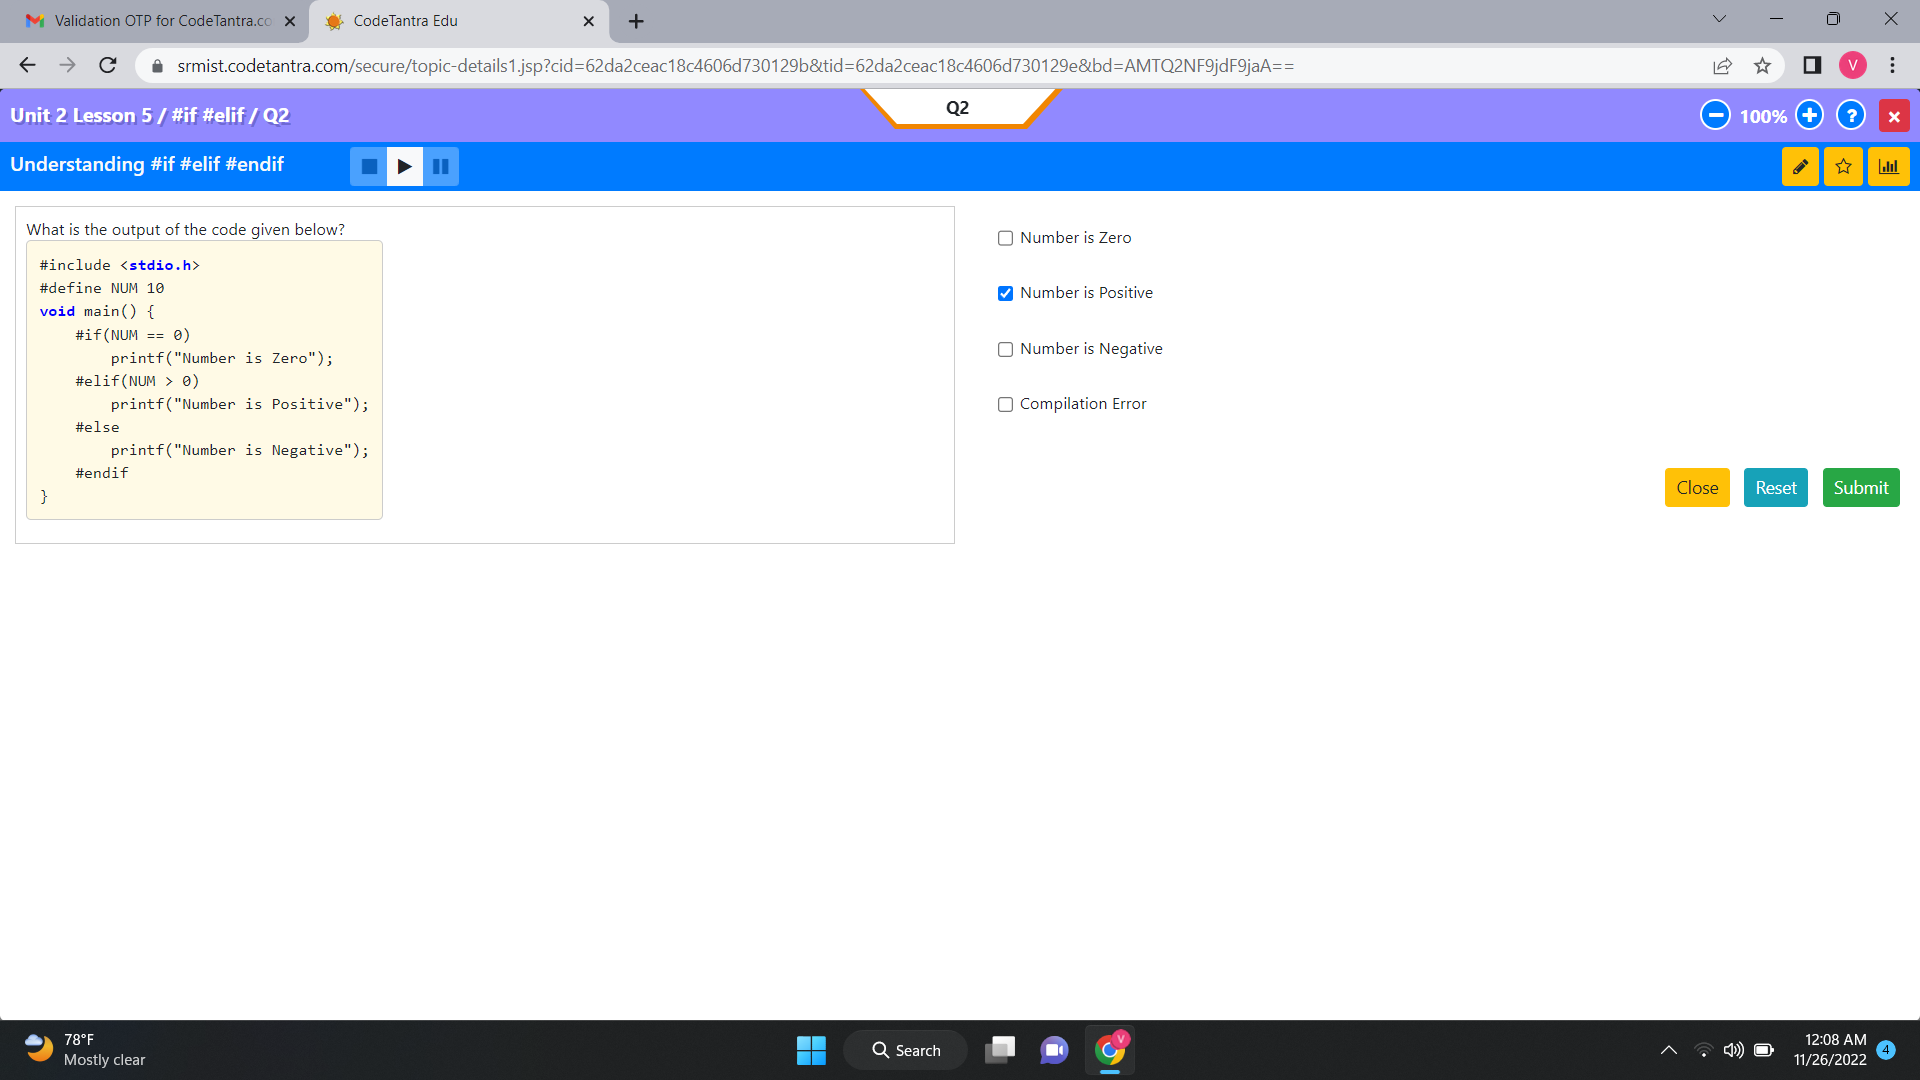 Validation OTP for CodeTantra.co
CodeTantra Edu
srmist.codetantra.com/secure/topic-details1.jsp?cid=62da2ceac18c4606d730129b&tid=62da2ceac18c4606d730129e&bd=AMTQ2NF9jdF9jaA==
V
Unit 2 Lesson 5 / #if #elif / Q2
Q2
100%
?
Understanding #if #elif #endif
What is the output of the code given below?
#include <stdio.h>
#define NUM 10
void main() {
#if(NUM == 0)
printf("Number is Zero");
#elif(NUM > 0)
printf("Number is Positive");
#else
printf("Number is Negative");
#endif
}
Number is Zero
Number is Positive
Number is Negative
Compilation Error
Close
Reset
Submit
78°F
Mostly clear
Search
V
12:08 AM
11/26/2022
4